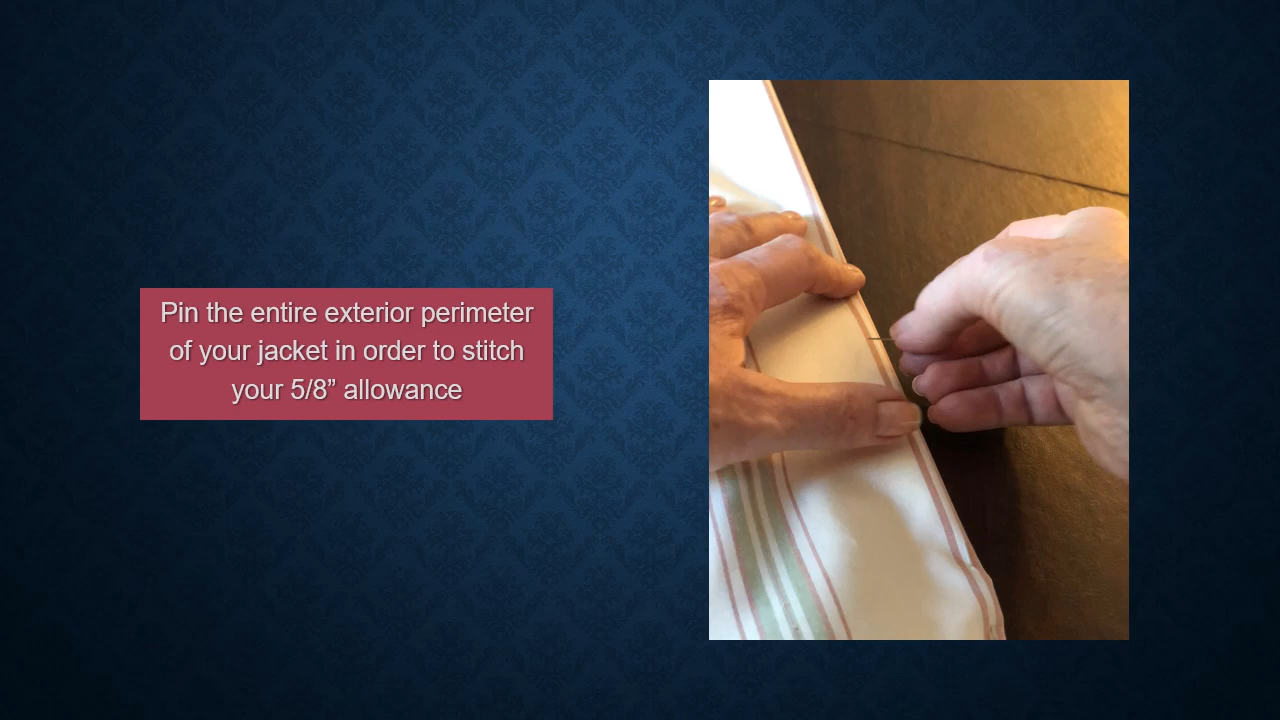 Pin the entire exterior perimeter
of your jacket in order to stitch
your 5/8” allowance